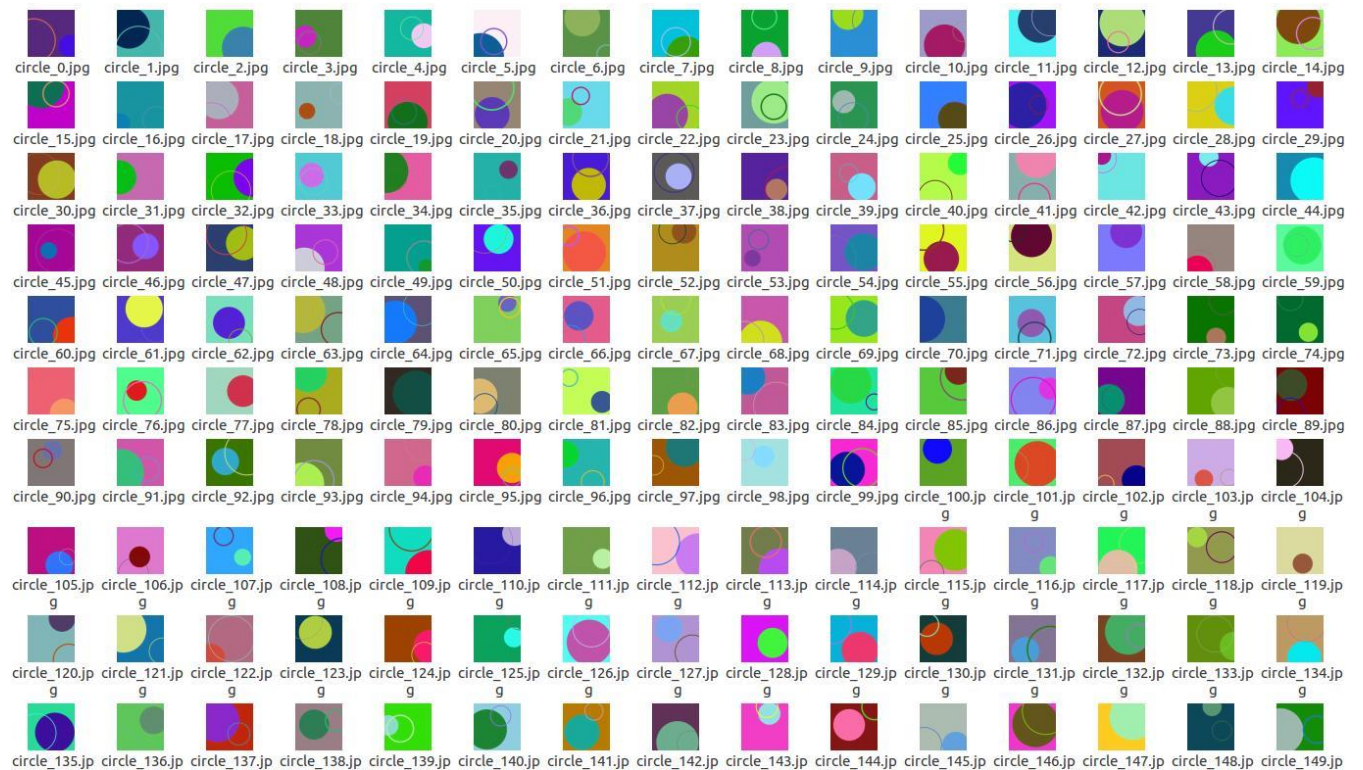 circle_0.jpg circle_1.jpg circle_2.jpg circle_3.jpg circle_4.jpg circle_5.jpg circle_6.jpg circle_7.jpg circle_8.jpg circle_9.jpg circle_10.jpg circle_11.jpg circle_12.jpg circle_13.jpg circle_14.jpg
circle_15.jpg circle_16.jpg circle_17.jpg circle_18.jpg circle_19.jpg circle_20.jpg circle_21.jpg circle_22.jpg circle_23.jpg circle_24.jpg circle_25.jpg circle_26.jpg circle_27.jpg circle_28.jpg circle_29.jpg
circle_30.jpg circle_31.jpg circle_32.jpg circle_33.jpg circle_34.jpg circle_35.jpg circle_36.jpg circle_37.jpg circle_38.jpg circle_39.jpg circle_40.jpg circle_41.jpg circle_42.jpg circle_43.jpg circle_44.jpg
circle_45.jpg circle_46.jpg circle_47.jpg circle_48.jpg circle_49.jpg circle_50.jpg circle_51.jpg circle_52.jpg circle_53.jpg circle_54.jpg circle_55.jpg circle_56.jpg circle_57.jpg circle_58.jpg circle_59.jpg
circle_60.jpg circle_61.jpg circle_62.jpg circle_63.jpg circle_64.jpg circle_65.jpg circle_66.jpg circle_67.jpg circle_68.jpg circle_69.jpg circle_70.jpg circle_71.jpg circle_72.jpg circle_73.jpg circle_74.jpg
circle_75.jpg circle_76.jpg circle_77.jpg circle_78.jpg circle_79.jpg circle_80.jpg circle_81.jpg circle_82.jpg circle_83.jpg circle_84.jpg circle_85.jpg circle_86.jpg circle_87.jpg circle_88.jpg circle_89.jpg
circle_90.jpg circle_91.jpg circle_92.jpg circle_93.jpg circle_94.jpg circle_95.jpg circle_96.jpg circle_97.jpg circle_98.jpg circle_99.jpg circle_100.jp circle_101.jp circle_102.jp circle_103.jp circle_104.jp
g g g g g
circle_105.jp circle_106.jp circle_107.jp circle_108.jp circle_109.jp circle_110.jp circle_111.jp circle_112.jp circle_113.jp circle_114.jp circle_115.jp circle_116.jp circle_117.jp circle_118.jp circle_119.jp
g g g g g g g g g g g g g g g
circle_120.jp circle_121.jp circle_122.jp circle_123.jp circle_124.jp circle_125.jp circle_126.jp circle_127.jp circle_128.jp circle_129.jp circle_130.jp circle_131.jp circle_132.jp circle_133.jp circle_134.jp
g g g g g g g g g g g g g g g
circle_135.jp circle_136.jp circle_137.jp circle_138.jp circle_139.jp circle_140.jp circle_141.jp circle_142.jp circle_143.jp circle_144.jp circle_145.jp circle_146.jp circle_147.jp circle_148.jp circle_149.jp